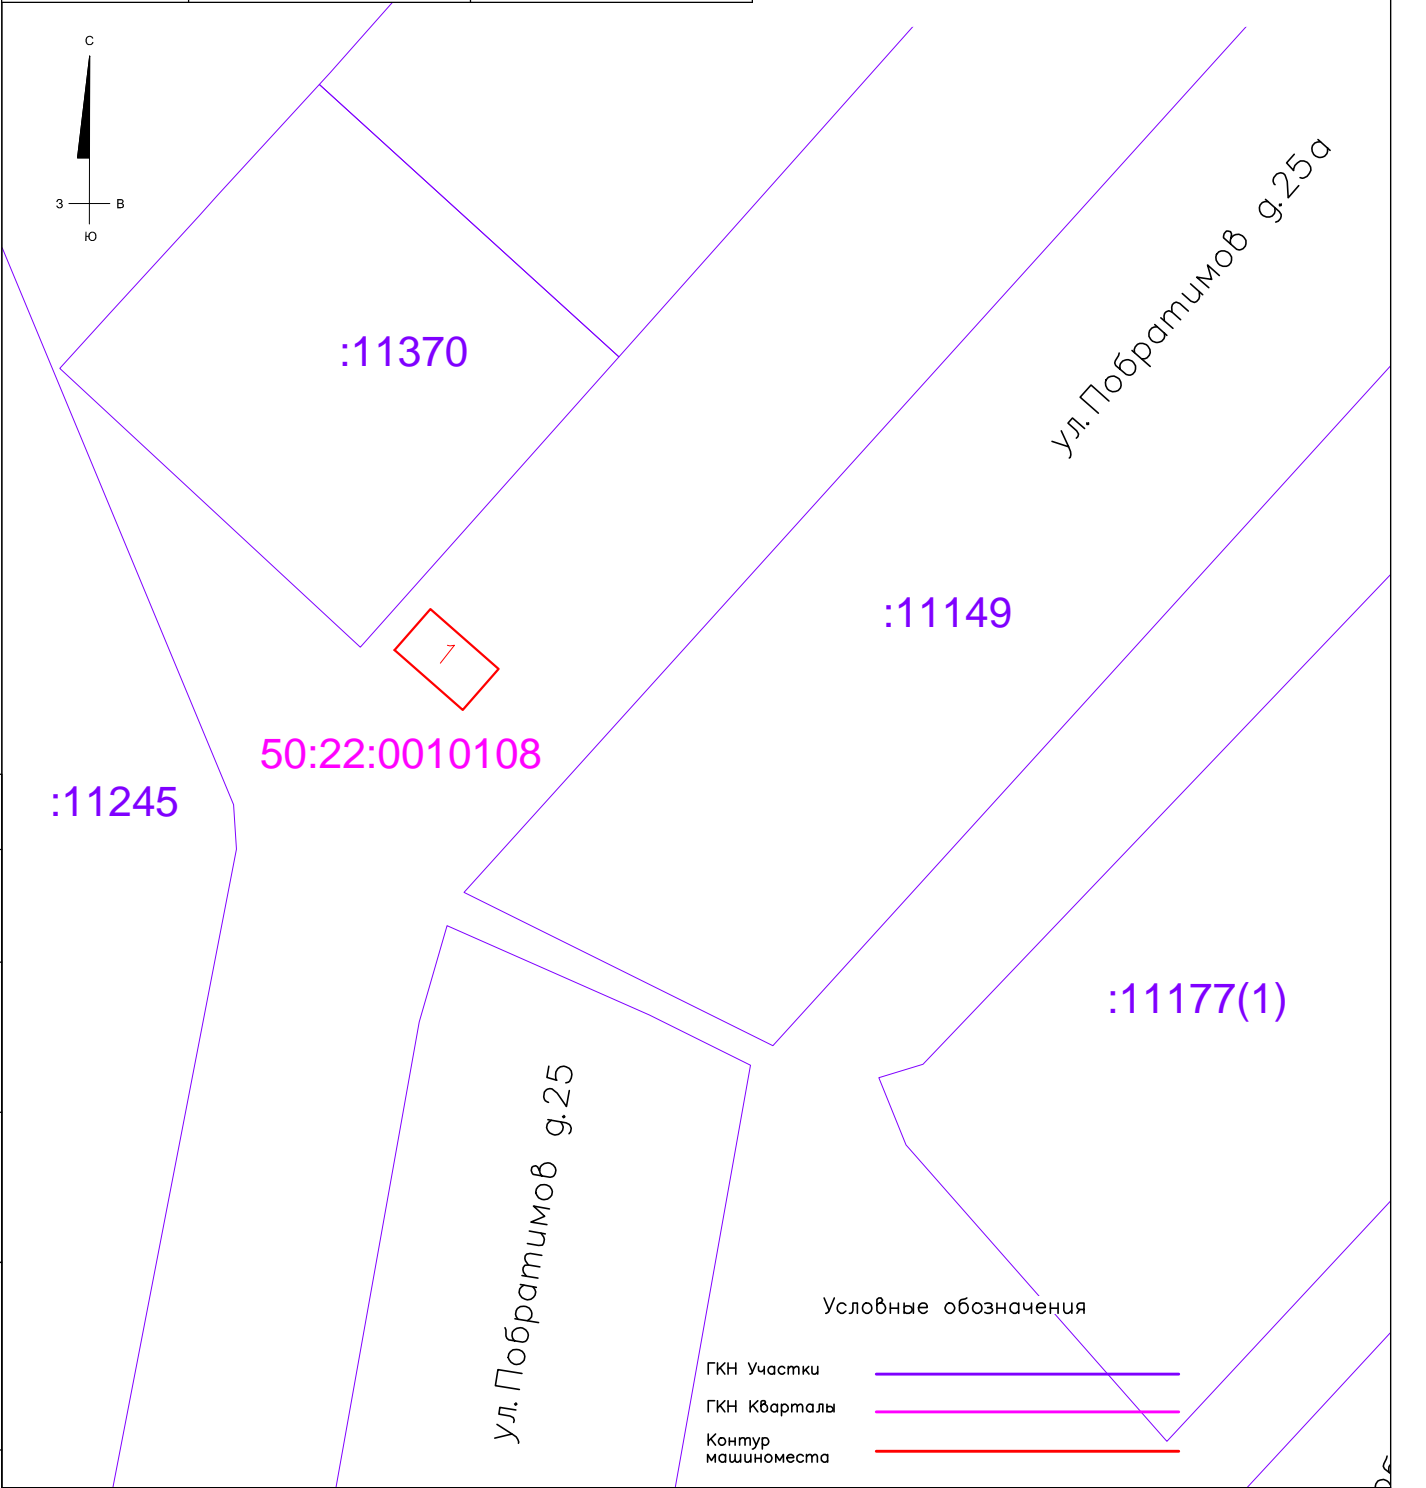 С
З В
Ю
ул.Побратимов д.25а
:11370
:11149
1
50:22:0010108
:11245
:11177(1)
ул.Побратимов д.25
Условные обозначения
ГКН Участки
ГКН Кварталы
Контур
машиноместа